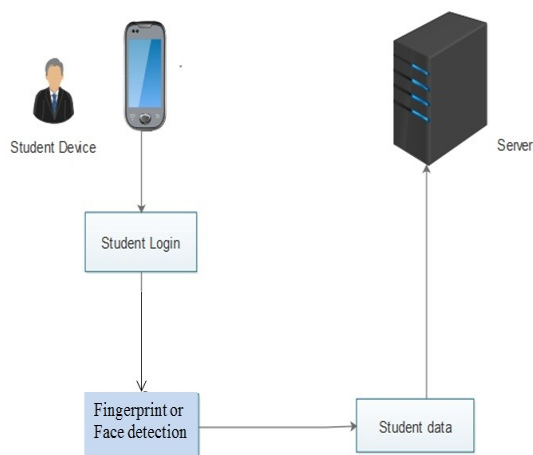 Student Device
Server
Student Login
Fingerprint or
Face detection
Student data